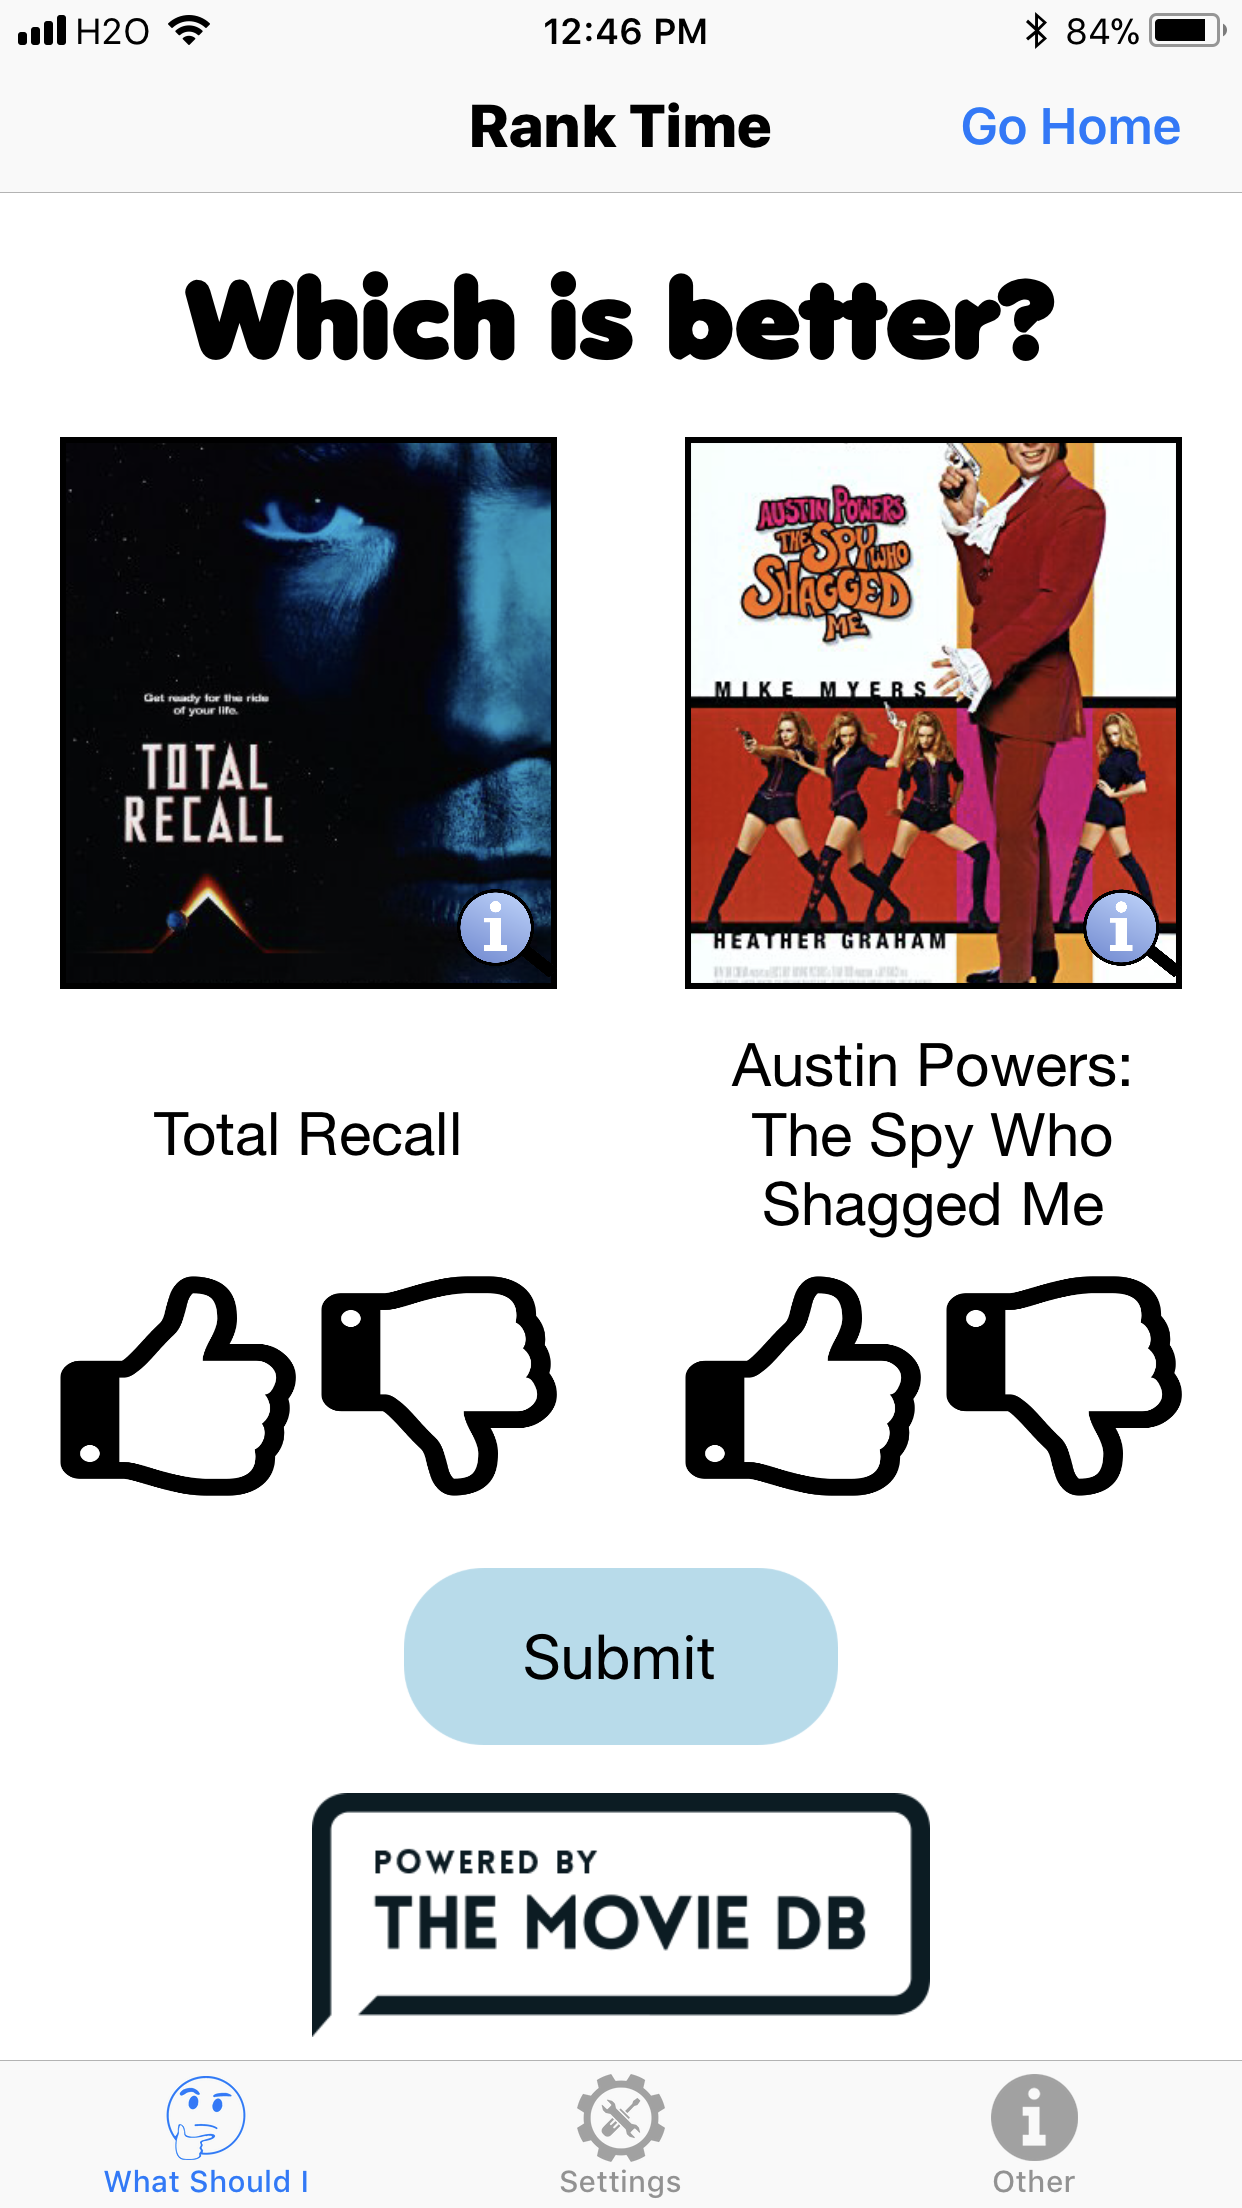 H2O
12:46 PM
84%
Rank Time
Go Home
Which is better?
Get ready for the ride
of your life.
TOTAL
RECALL
AUSTIN POWERS
THE SPY WHO
SHAGGED
ME
MIKE MYERS
HEATHER GRAHAM
Total Recall
Austin Powers:
The Spy Who
Shagged Me
Submit
POWERED BY
THE MOVIE DB
What Should I
Settings
Other